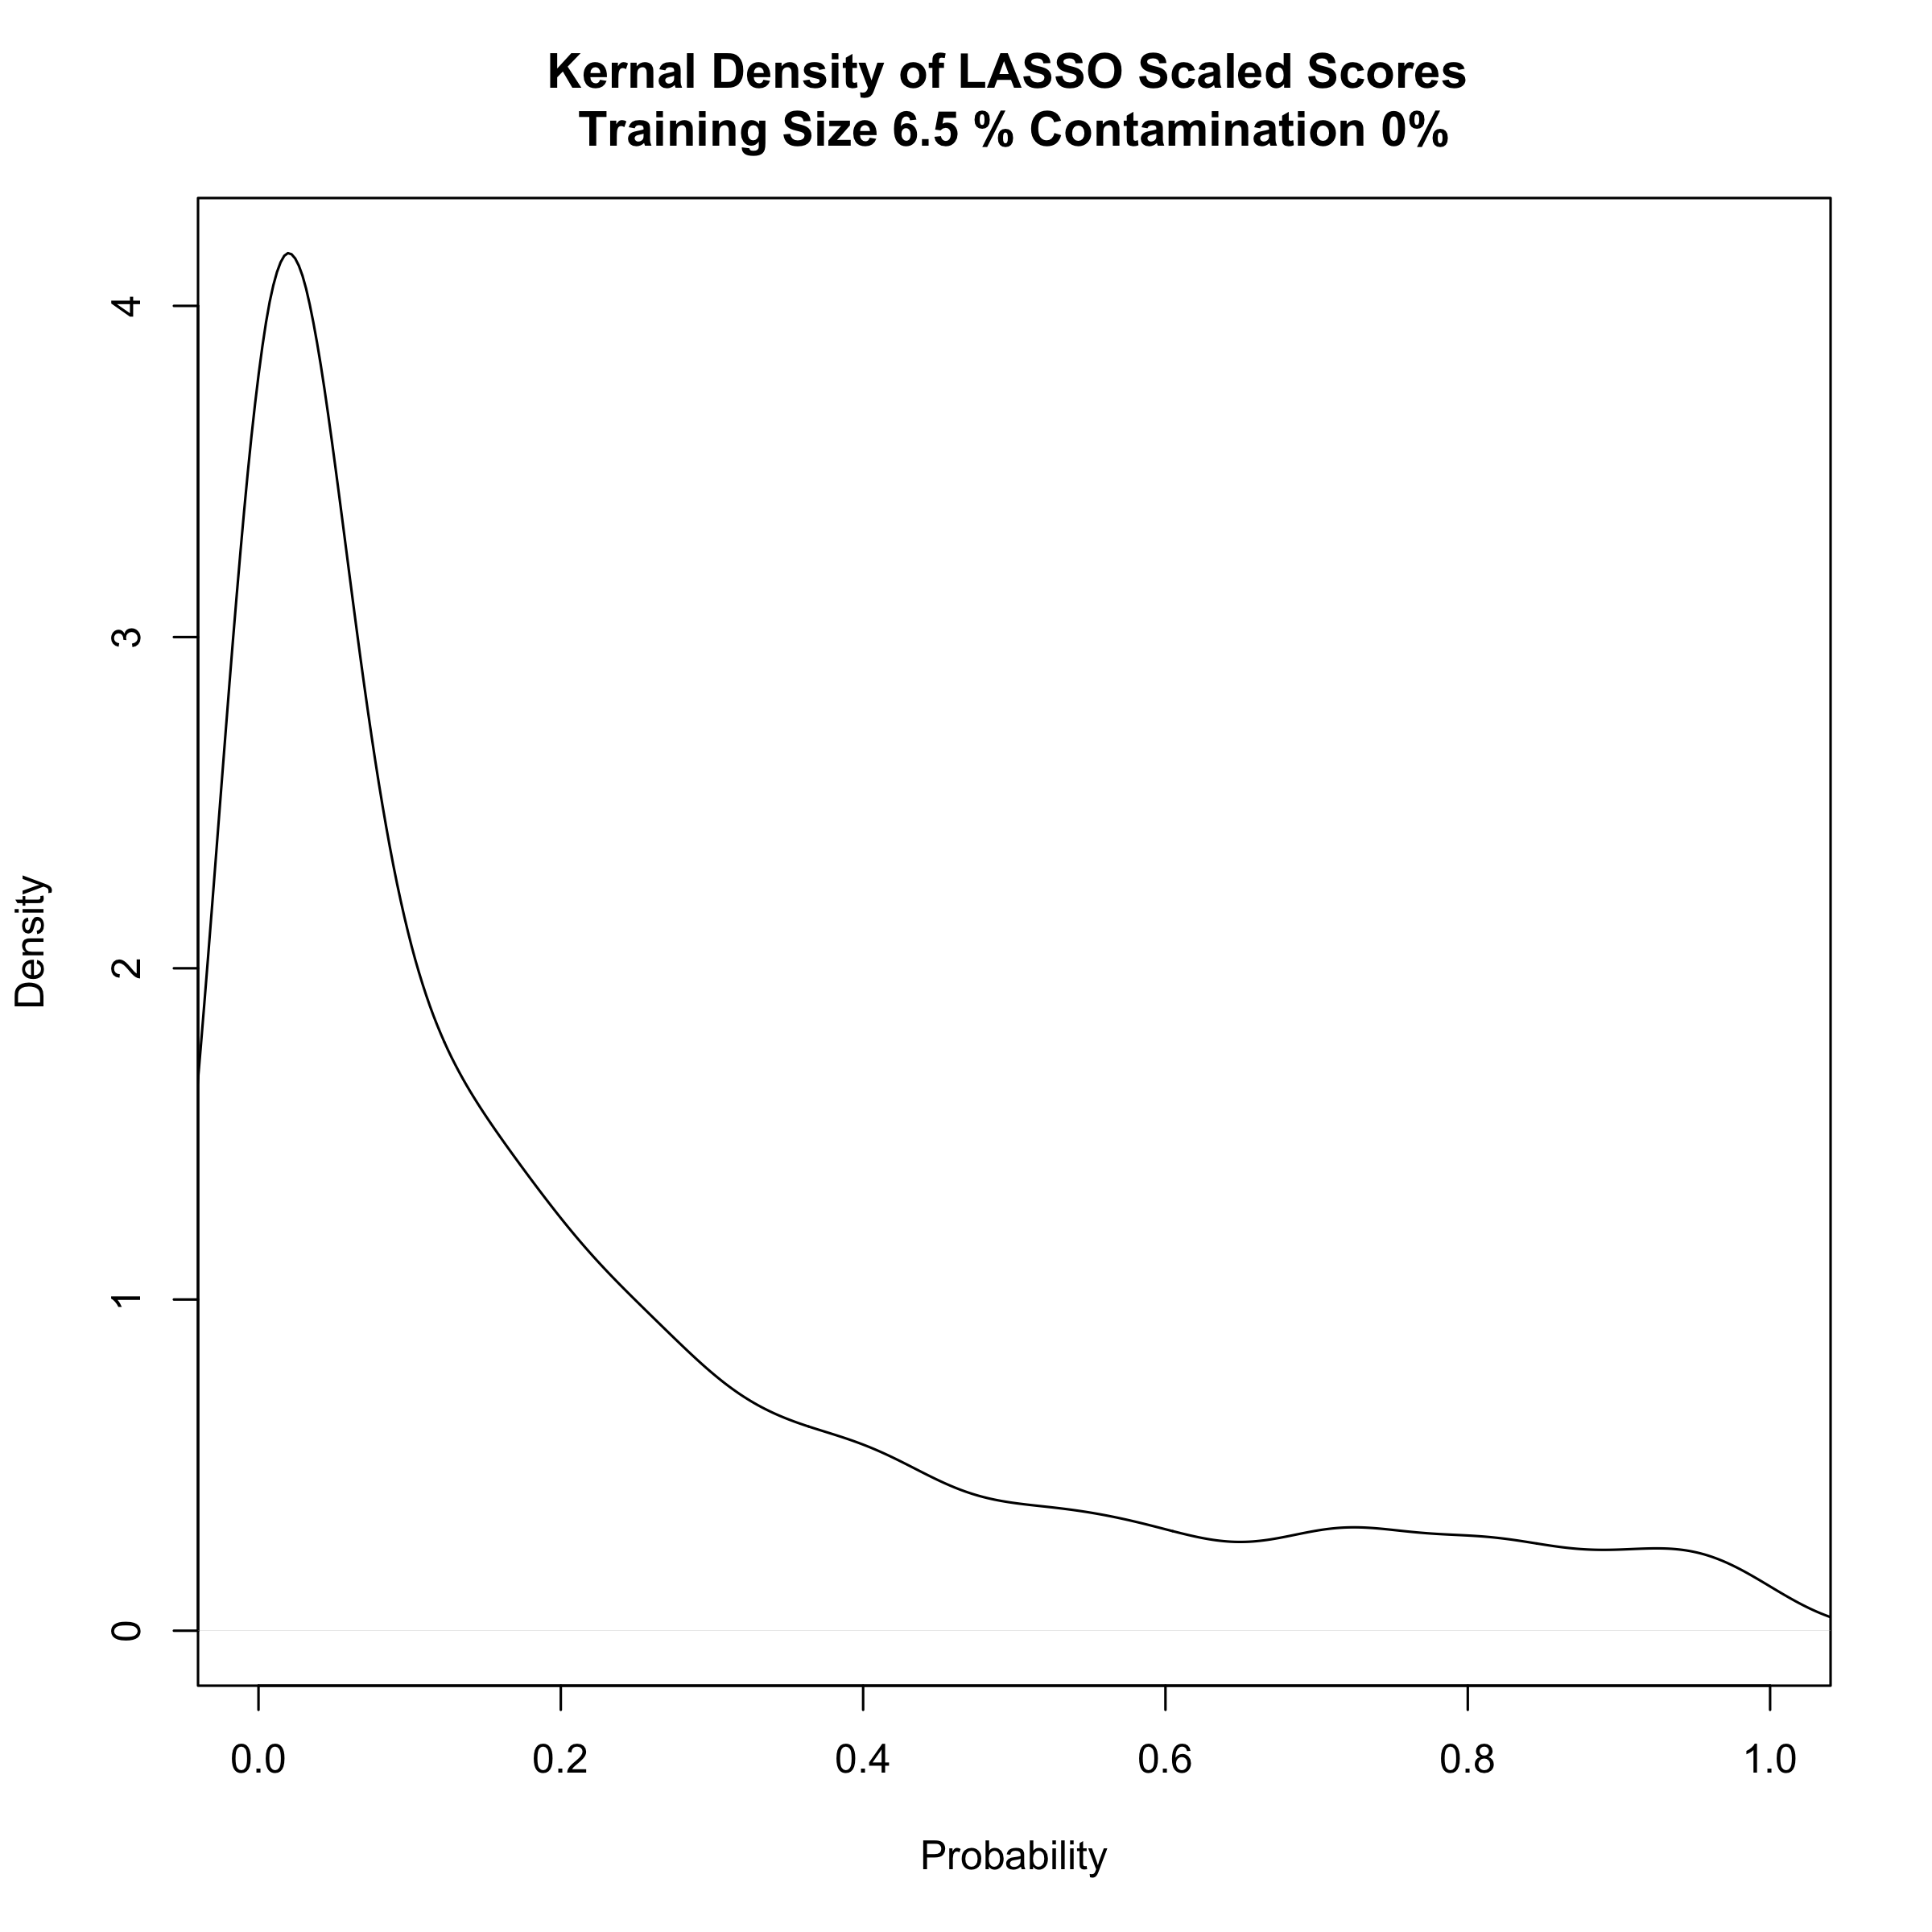 Kernal Density of LASSO Scaled Scores
Training Size 6.5 % Contamination 0%
Density
4
3
2
1
0
0.0 0.2 0.4 0.6 0.8 1.0
Probability